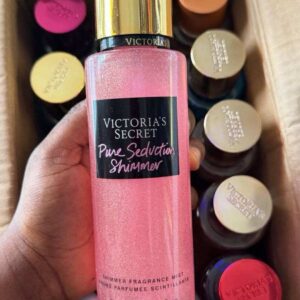 VICTORIA
VICTORIA'S
SECRET
Pure Seduction
Shimmer
SHIMMER FRAGRANCE MIST
BRUME PARFUMÉE SCINTILLANTE